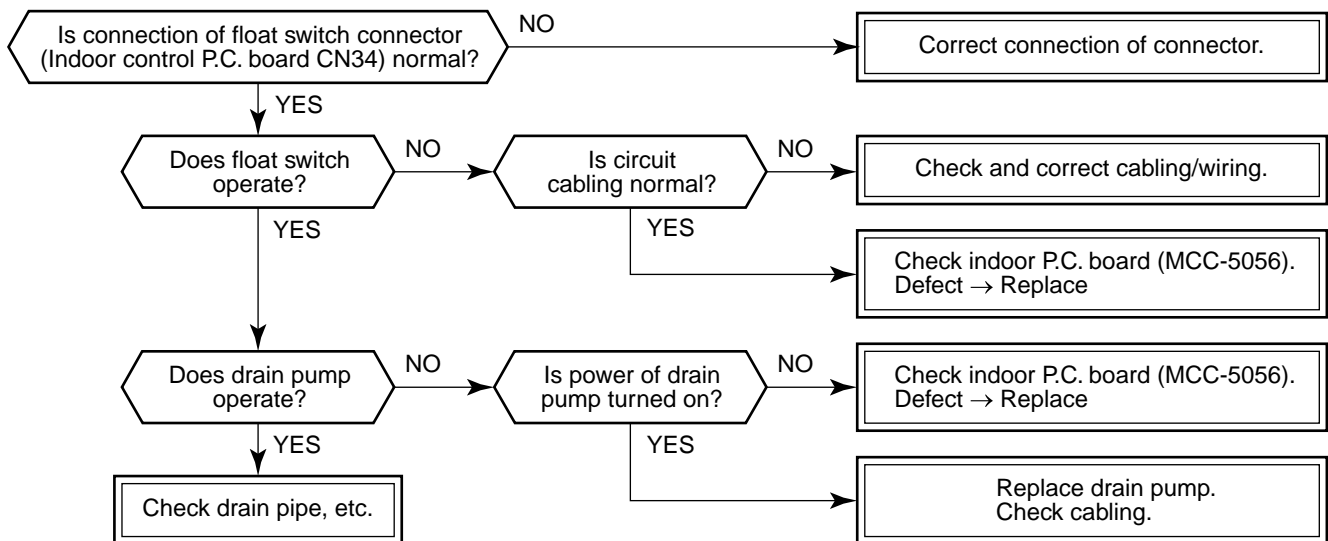 Is connection of float switch connector
(Indoor control P.C. board CN34) normal?
NO
Correct connection of connector.
YES
Does float switch
operate?
NO
Is circuit
cabling normal?
NO
Check and correct cabling/wiring.
YES
YES
Check indoor P.C. board (MCC-5056).
Defect → Replace
Does drain pump
operate?
NO
Is power of drain
pump turned on?
NO
Check indoor P.C. board (MCC-5056).
Defect → Replace
YES
YES
Check drain pipe, etc.
Replace drain pump.
Check cabling.